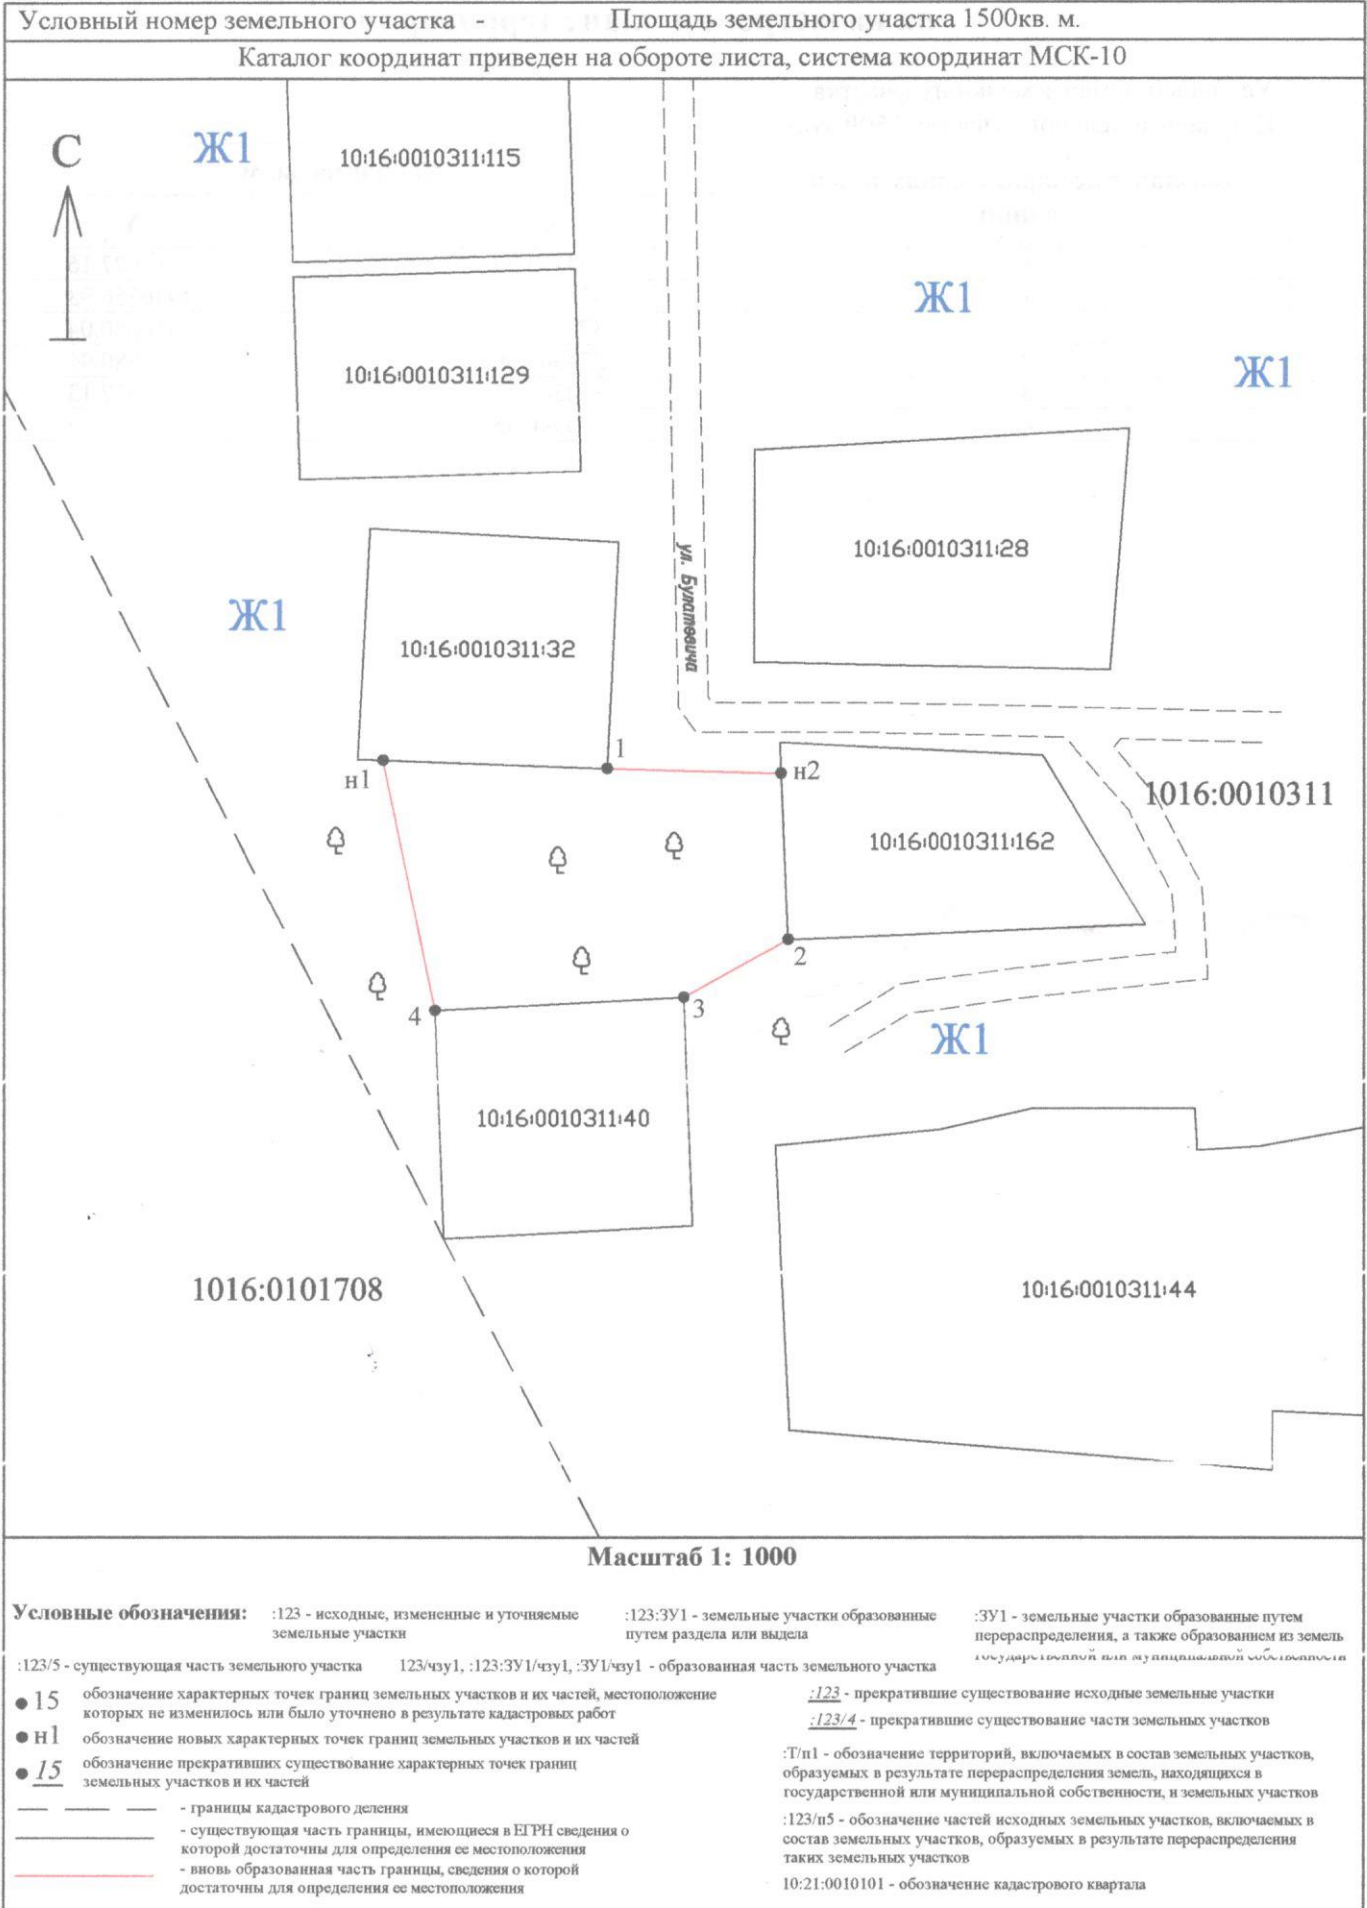 Условный номер земельного участка - Площадь земельного участка 1500кв. м.
Каталог координат приведен на обороте листа, система координат МСК-10
С
Ж1
10:16:0010311:115
Ж1
10:16:0010311:129
Ж1
10:16:0010311:28
ул. Булатовича
Ж1
10:16:0010311:32
1
н1
н2
1016:0010311
10:16:0010311:162
2
3
4
Ж1
10:16:0010311:40
1016:0101708
10:16:0010311:44
Масштаб 1: 1000
Условные обозначения: :123 - исходные, измененные и уточняемые земельные участки
:123:ЗУ1 - земельные участки образованные путем раздела или выдела
:ЗУ1 - земельные участки образованные путем перераспределения, а также образованием из земель государственной или муниципальной собственности
:123/5 - существующая часть земельного участка 123/чзу1, :123:ЗУ1/чзу1, :ЗУ1/чзу1 - образованная часть земельного участка
15 обозначение характерных точек границ земельных участков и их частей, местоположение
которых не изменилось или было уточнено в результате кадастровых работ
н1 обозначение новых характерных точек границ земельных участков и их частей
15 обозначение прекративших существование характерных точек границ
земельных участков и их частей
- границы кадастрового деления
- существующая часть границы, имеющиеся в ЕГРН сведения о
которой достаточны для определения ее местоположения
- вновь образованная часть границы, сведения о которой
достаточны для определения ее местоположения
:123 - прекратившие существование исходные земельные участки
:123/4 - прекратившие существование части земельных участков
:Т/п1 - обозначение территорий, включаемых в состав земельных участков,
образуемых в результате перераспределения земель, находящихся в
государственной или муниципальной собственности, и земельных участков
:123/п5 - обозначение частей исходных земельных участков, включаемых в
состав земельных участков, образуемых в результате перераспределения
таких земельных участков
10:21:0010101 - обозначение кадастрового квартала